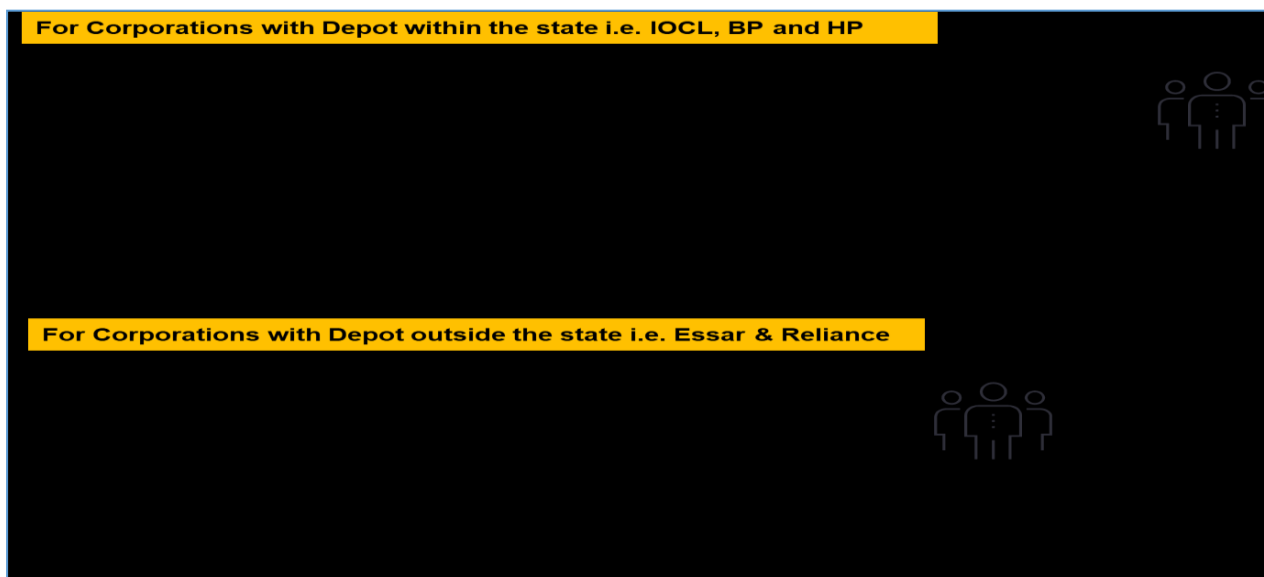 For Corporations with Depot within the state i.e. IOCL, BP and HP
For Corporations with Depot outside the state i.e. Essar & Reliance